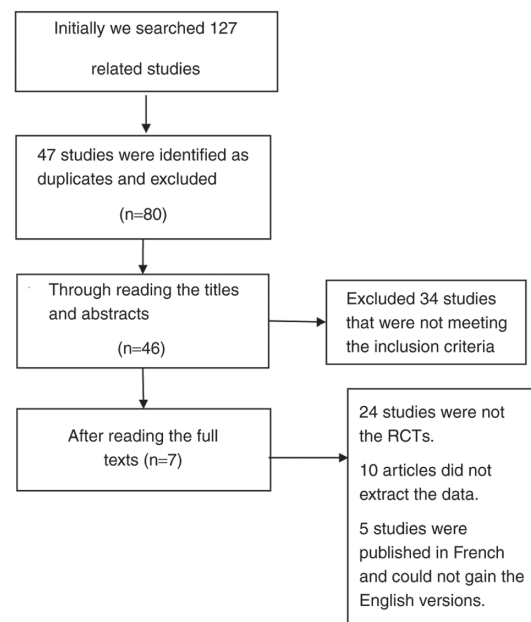 Initially we searched 127
related studies
47 studies were identified as
duplicates and excluded
(n=80)
Through reading the titles
and abstracts
(n=46)
Excluded 34 studies
that were not meeting
the inclusion criteria
After reading the full
texts (n=7)
24 studies were not
the RCTs.
10 articles did not
extract the data.
5 studies were
published in French
and could not gain the
English versions.